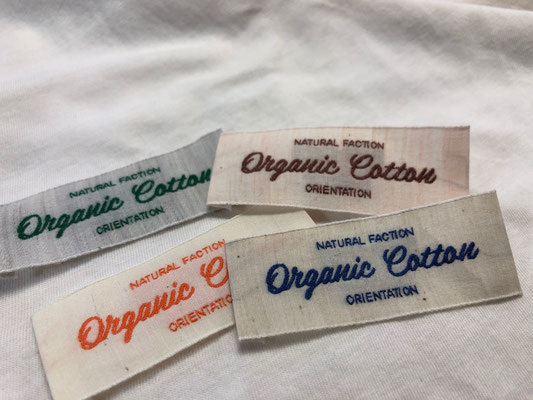 NATURAL FACTION
Organic Cotton
ORIENTATION
NATURAL FACTION
Organic Cotton
ORIENTATION
NATURAL FACTION
Organic C
ORIENTATION
NATURAL FACTION
Organic Cotton
ORIENTATION